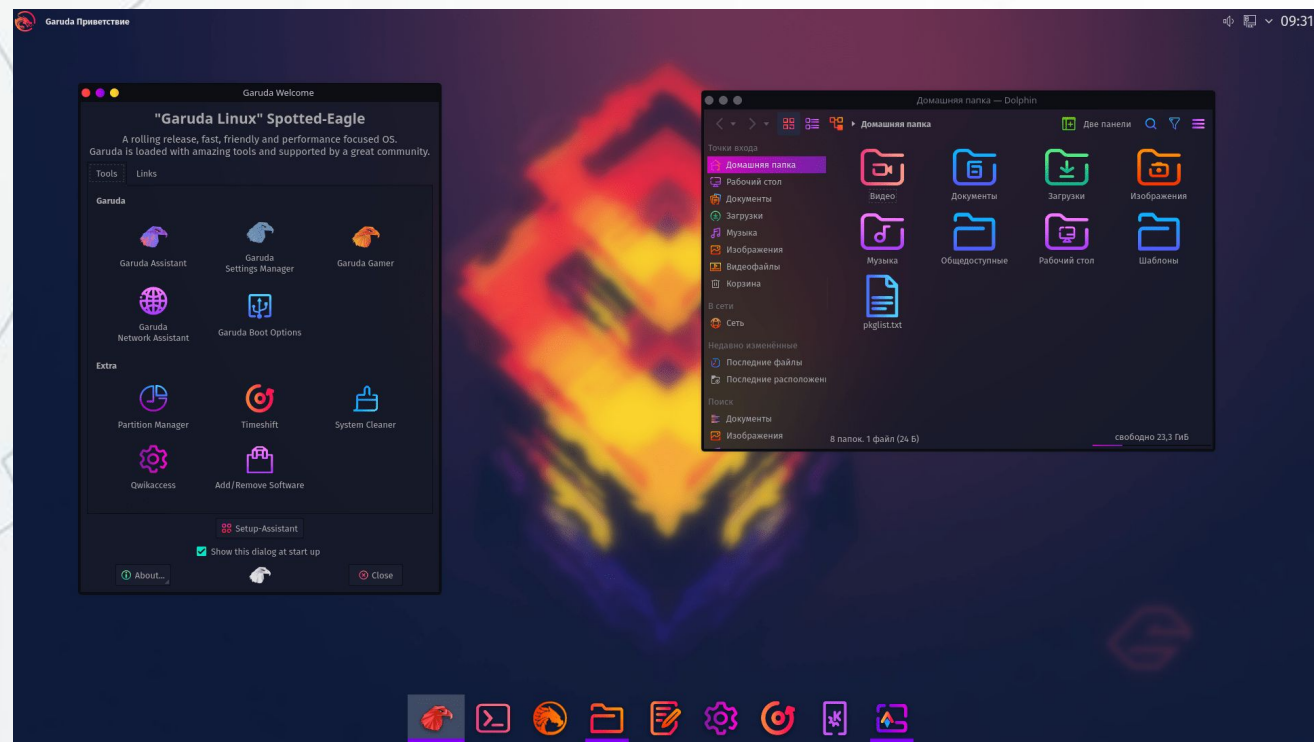 Garuda Приветствие
09:31
Garuda Welcome
"Garuda Linux" Spotted-Eagle
A rolling release, fast, friendly and performance focused OS.
Garuda is loaded with amazing tools and supported by a great community.
Tools Links
Garuda
Garuda Assistant
Garuda
Settings Manager
Garuda Gamer
Garuda
Network Assistant
Garuda Boot Options
Extra
Partition Manager Timeshift System Cleaner
Qwikaccess Add/Remove Software
Setup-Assistant
Show this dialog at start up
About... Close
Домашняя папка — Dolphin
Домашняя папка Две панели
Точки входа
Домашняя папка
Рабочий стол
Документы
Загрузки
Музыка
Изображения
Видеофайлы
Корзина
В сети
Сеть
Недавно изменённые
Последние файлы
Последние расположені
Поиск
Документы
Изображения
Видео Документы Загрузки Изображения
Музыка Общедоступные Рабочий стол Шаблоны
pkglist.txt
8 папок. 1 файл (24 Б) свободно 23,3 ГиБ